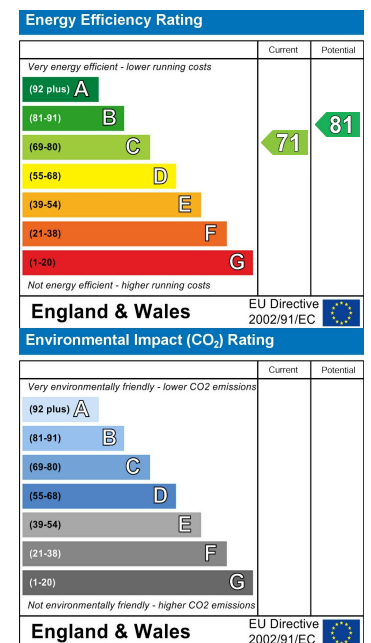 Energy Efficiency Rating
Current Potential
Very energy efficient - lower running costs
(92 plus) A
(81-91) B
81
(69-80) C
71
(55-68) D
(39-54) E
(21-38) F
(1-20) G
Not energy efficient - higher running costs
England & Wales
EU Directive
2002/91/EC
Environmental Impact (CO₂) Rating
Current Potential
Very environmentally friendly - lower CO2 emissions
(92 plus) A
(81-91) B
(69-80) C
(55-68) D
(39-54) E
(21-38) F
(1-20) G
Not environmentally friendly - higher CO2 emissions
England & Wales
EU Directive
2002/91/EC